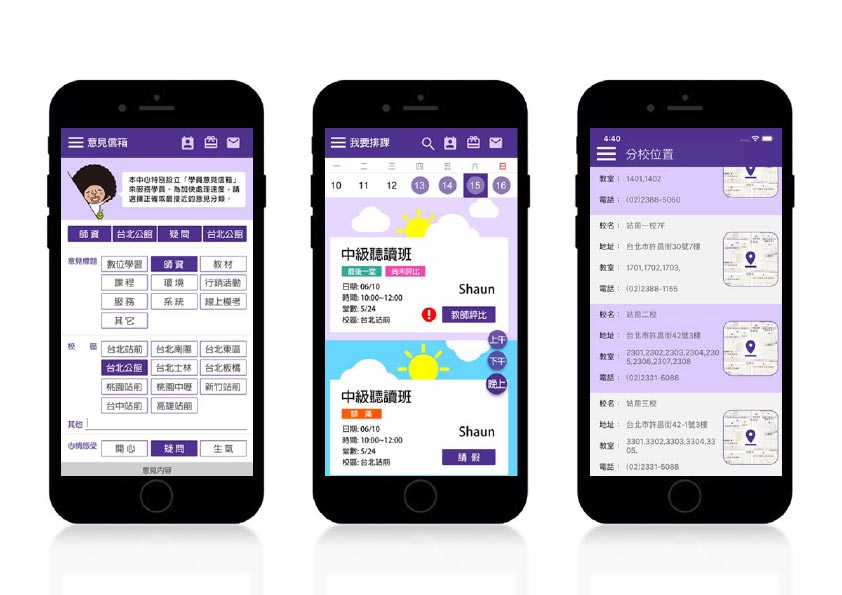 意見信箱
本中心特別設立「學員意見信箱」
來服務學員。為加快處理速度，請
選擇正確或最接近的意見分類。
師 資 台北公館 疑 問 台北公館
意見標題 數位學習 師 資 教 材
課 程 環 境 行銷活動
服 務 系 統 線上模考
其 它
校 區 台北站前 台北南陽 台北東區
台北公館 台北士林 台北板橋
桃園站前 桃園中壢 新竹站前
台中站前 高雄站前
其他
心情感受 開 心 疑 問 生 氣
意見內容
我要排課
一 二 三 四 五 六 日
10 11 12 13 14 15 16
中級聽讀班
最後一堂 尚未評比
Shaun
日期: 06/10
時間: 10:00~12:00
堂數: 5/24
校區: 台北站前
! 教師評比
上午
下午
晚上
中級聽讀班
額 滿
Shaun
日期: 06/10
時間: 10:00~12:00
堂數: 5/24
校區: 台北站前
請 假
4:40
分校位置
教室： 1401,1402
電話： (02)2388-5060
校名： 站前一校7F
地址： 台北市許昌街30號7樓
教室： 1701,1702,1703,
電話： (02)2388-1155
校名： 站前二校
地址： 台北市許昌街42號3樓
教室： 2301,2302,2303,2304,230
5,2306,2307,2308
電話： (02)2331-5088
校名： 站前三校
地址： 台北市許昌街42-1號3樓
教室： 3301,3302,3303,3304,33
05,
電話： (02)2331-5088